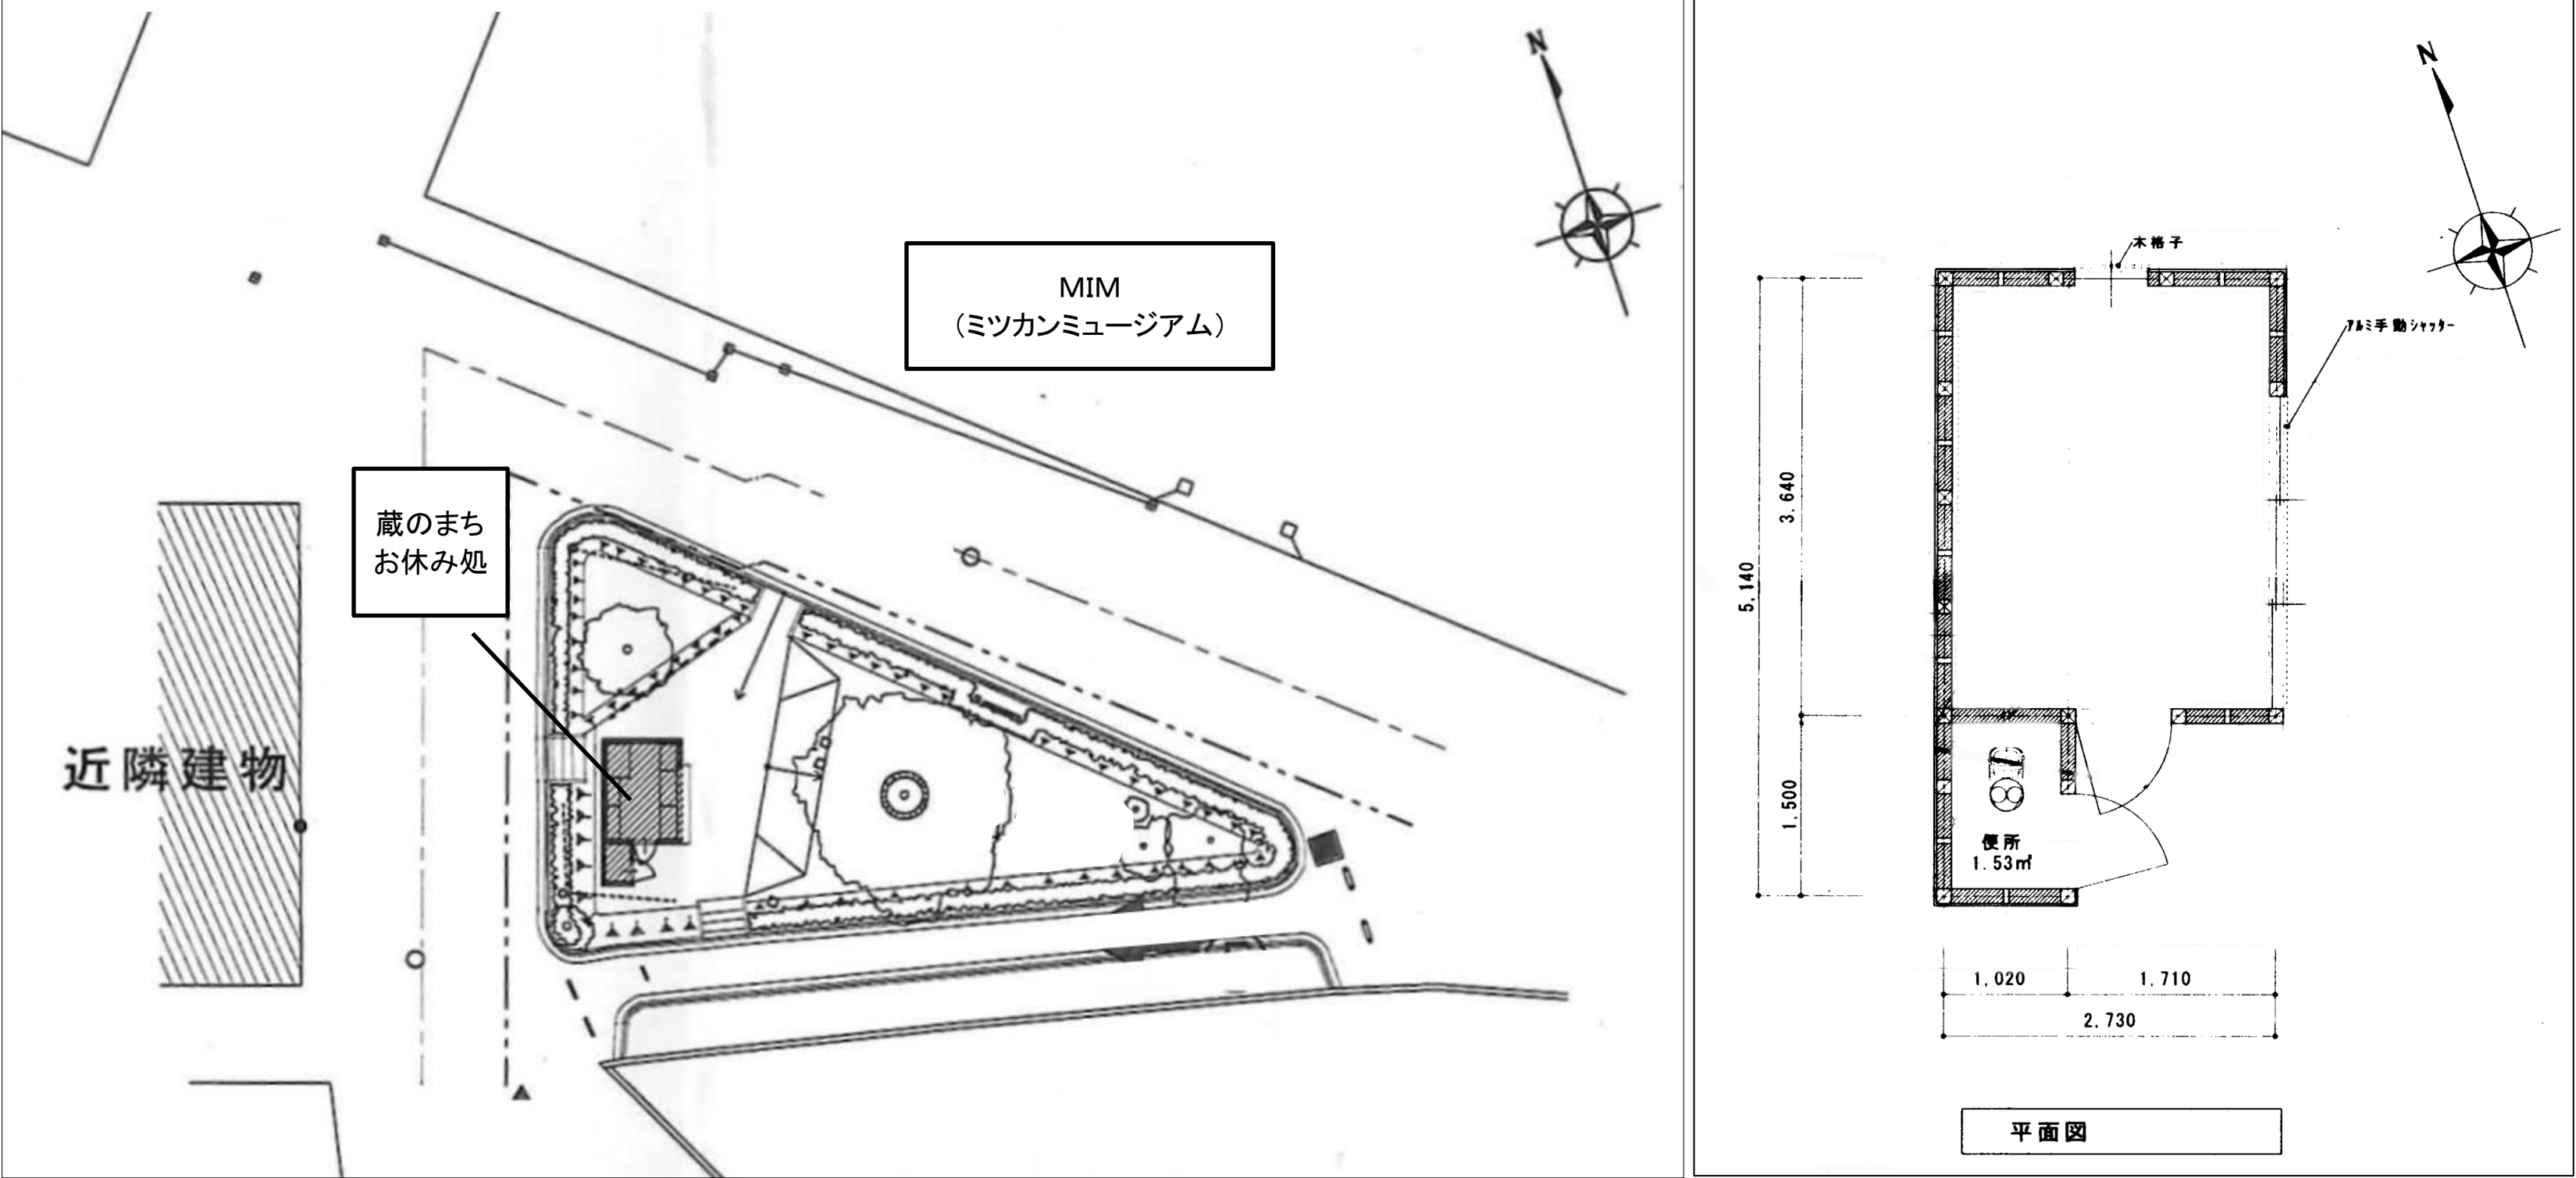 N
MIM
（ミツカンミュージアム）
蔵のまち
お休み処
近隣建物
N
木格子
アルミ手動シャッター
3,640
5,140
1,500
便所
1.53㎡
1,020
1,710
2,730
平面図